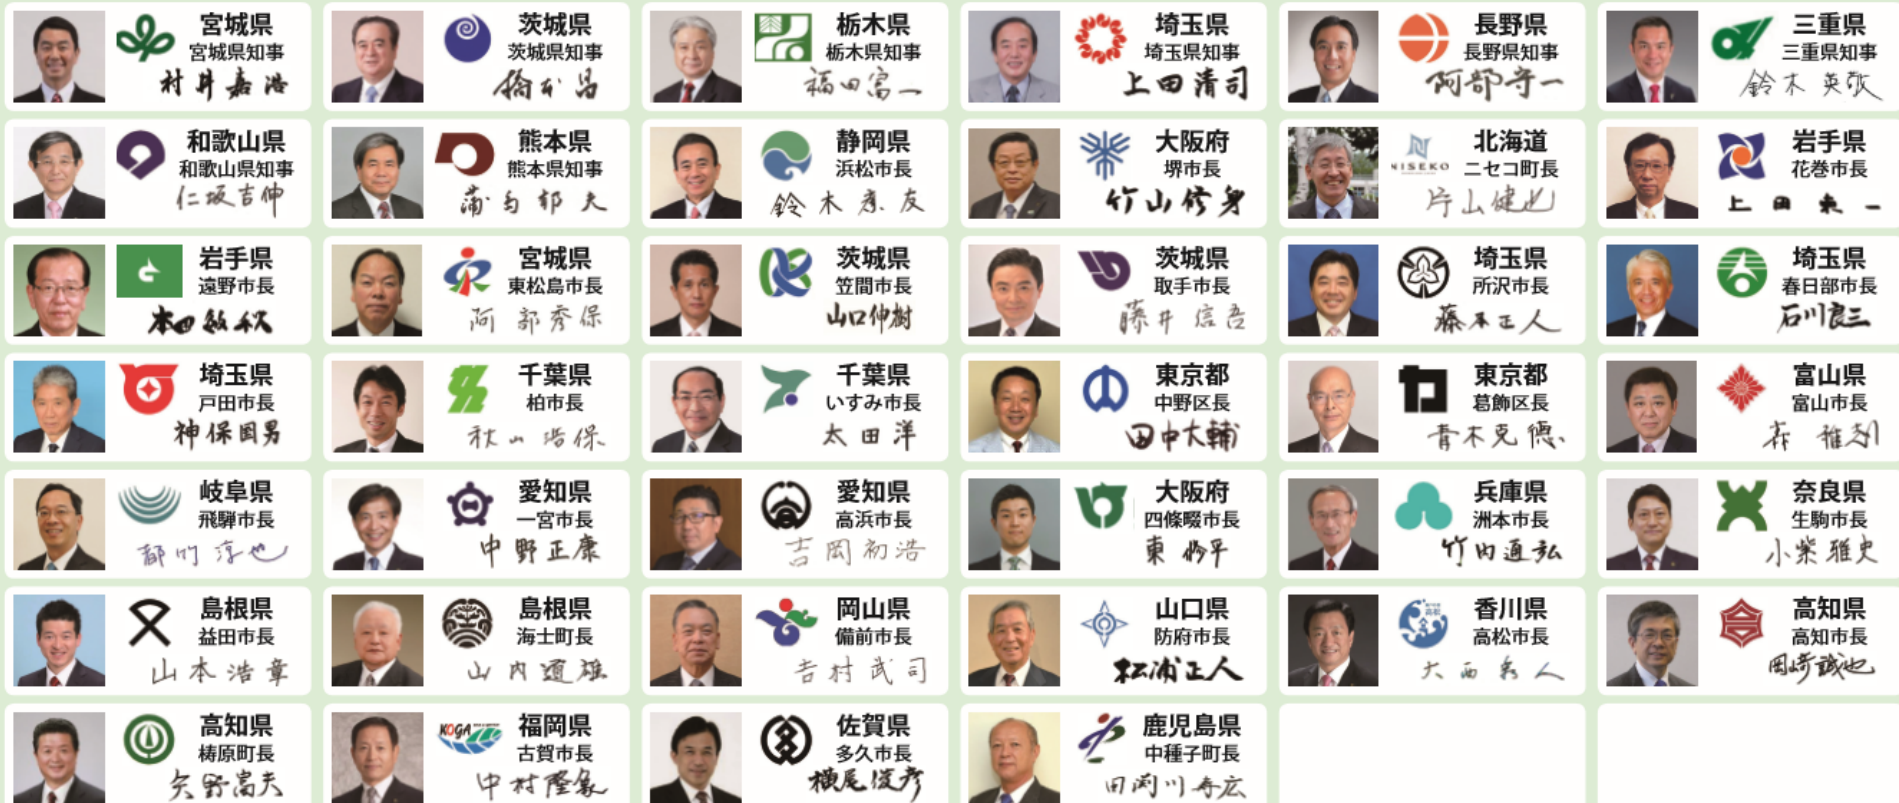 宮城県
宮城県知事
村井嘉浩
茨城県
茨城県知事
橋本昌
栃木県
栃木県知事
福田富一
埼玉県
埼玉県知事
上田清司
長野県
長野県知事
阿部守一
三重県
三重県知事
鈴木英敬
和歌山県
和歌山県知事
仁坂吉伸
熊本県
熊本県知事
蒲島郁夫
静岡県
浜松市長
鈴木康友
大阪府
堺市長
竹山修身
NISEKO
北海道
ニセコ町長
片山健也
岩手県
花巻市長
上田東一
岩手県
遠野市長
本田敏秋
宮城県
東松島市長
阿部秀保
茨城県
笠間市長
山口伸樹
茨城県
取手市長
藤井信吾
埼玉県
所沢市長
藤本正人
埼玉県
春日部市長
石川良三
埼玉県
戸田市長
神保国男
千葉県
柏市長
秋山浩保
千葉県
いすみ市長
太田洋
東京都
中野区長
田中大輔
東京都
葛飾区長
青木克德
富山県
富山市長
森雅志
岐阜県
飛騨市長
都竹淳也
愛知県
一宮市長
中野正康
愛知県
高浜市長
吉岡初浩
大阪府
四條畷市長
東修平
兵庫県
洲本市長
竹内通弘
奈良県
生駒市長
小紫雅史
島根県
益田市長
山本浩章
島根県
海士町長
山内道雄
岡山県
備前市長
吉村武司
山口県
防府市長
松浦正人
香川県
高松市長
大西秀人
高知県
高知市長
岡﨑誠也
高知県
梼原町長
矢野富夫
KOGA
福岡県
古賀市長
中村隆象
佐賀県
多久市長
横尾俊彦
鹿児島県
中種子町長
田渕川寿広